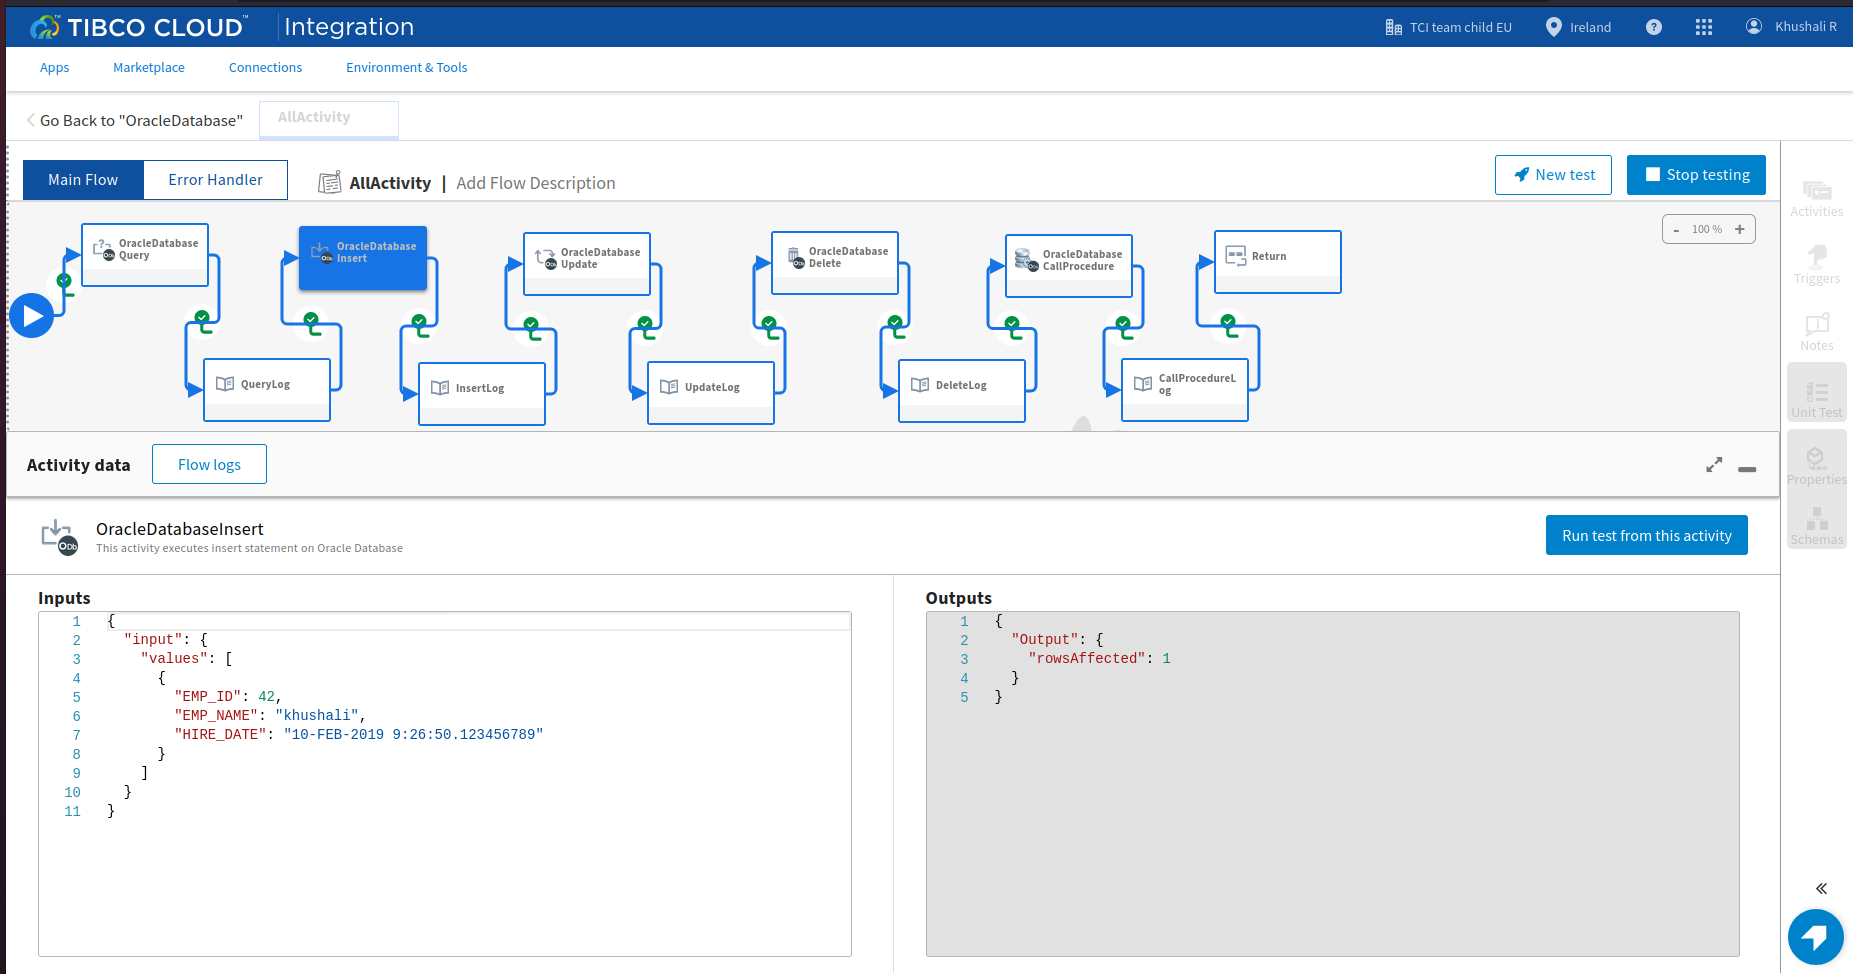 TIBCO CLOUD™ Integration TCI team child EU Ireland ? Khushali R
Apps Marketplace Connections Environment & Tools
Go Back to "OracleDatabase" AllActivity
Main Flow Error Handler AllActivity | Add Flow Description New test Stop testing
- 100 % +
OracleDatabase
Query
OracleDatabase
Insert
OracleDatabase
Update
OracleDatabase
Delete
OracleDatabase
CallProcedure
Return
QueryLog
InsertLog
UpdateLog
DeleteLog
CallProcedureL
og
Activities
Triggers
Notes
Unit Test
Properties
Schemas
Activity data Flow logs
OracleDatabaseInsert
This activity executes insert statement on Oracle Database
Run test from this activity
Inputs
1 {
2 "input": {
3 "values": [
4 {
5 "EMP_ID": 42,
6 "EMP_NAME": "khushali",
7 "HIRE_DATE": "10-FEB-2019 9:26:50.123456789"
8 }
9 ]
10 }
11 }
Outputs
1 {
2 "Output": {
3 "rowsAffected": 1
4 }
5 }